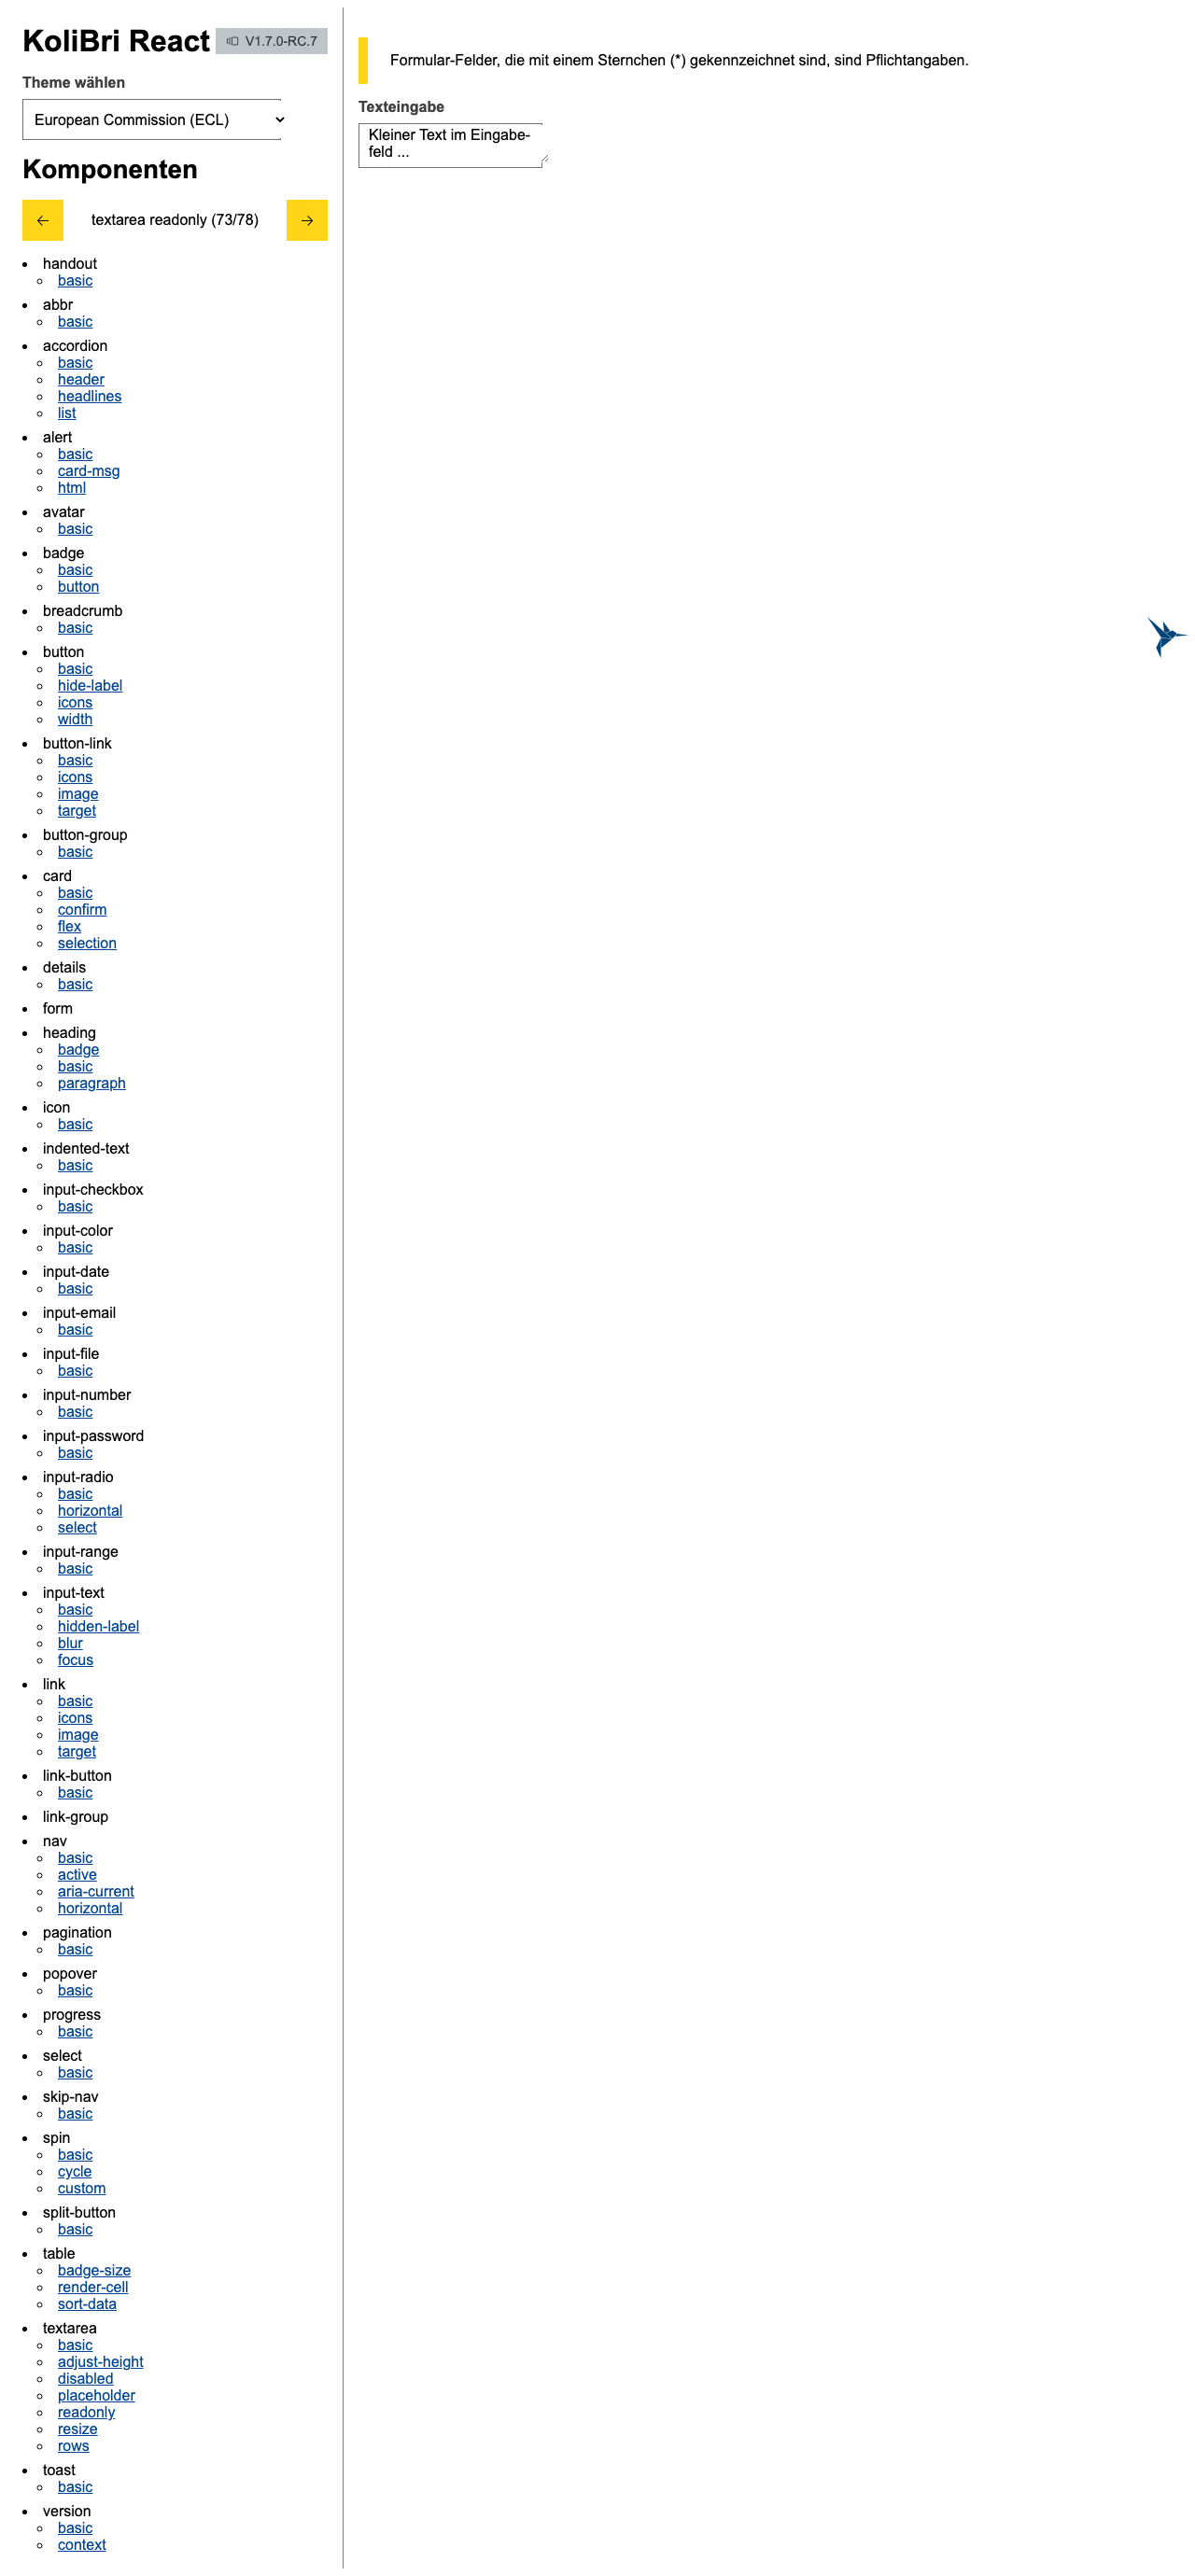 KoliBri React V1.7.0-RC.7
Theme wählen
European Commission (ECL)
Komponenten
textarea readonly (73/78)
handout
basic
abbr
basic
accordion
basic
header
headlines
list
alert
basic
card-msg
html
avatar
basic
badge
basic
button
breadcrumb
basic
button
basic
hide-label
icons
width
button-link
basic
icons
image
target
button-group
basic
card
basic
confirm
flex
selection
details
basic
form
heading
badge
basic
paragraph
icon
basic
indented-text
basic
input-checkbox
basic
input-color
basic
input-date
basic
input-email
basic
input-file
basic
input-number
basic
input-password
basic
input-radio
basic
horizontal
select
input-range
basic
input-text
basic
hidden-label
blur
focus
link
basic
icons
image
target
link-button
basic
link-group
nav
basic
active
aria-current
horizontal
pagination
basic
popover
basic
progress
basic
select
basic
skip-nav
basic
spin
basic
cycle
custom
split-button
basic
table
badge-size
render-cell
sort-data
textarea
basic
adjust-height
disabled
placeholder
readonly
resize
rows
toast
basic
version
basic
context
Formular-Felder, die mit einem Sternchen (*) gekennzeichnet sind, sind Pflichtangaben.
Texteingabe
Kleiner Text im Eingabe-
feld ...